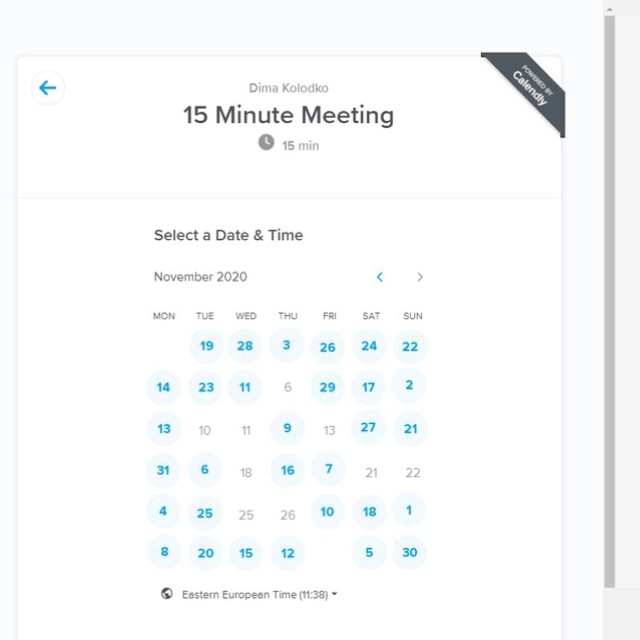 POWERED BY
Calendly
Dima Kolodko
15 Minute Meeting
15 min
Select a Date & Time
November 2020
MON TUE WED THU FRI SAT SUN
19 28 3 26 24 22
14 23 11 6 29 17 2
13 10 11 9 13 27 21
31 6 18 16 7 21 22
4 25 25 26 10 18 1
8 20 15 12 5 30
Eastern European Time (11:38)